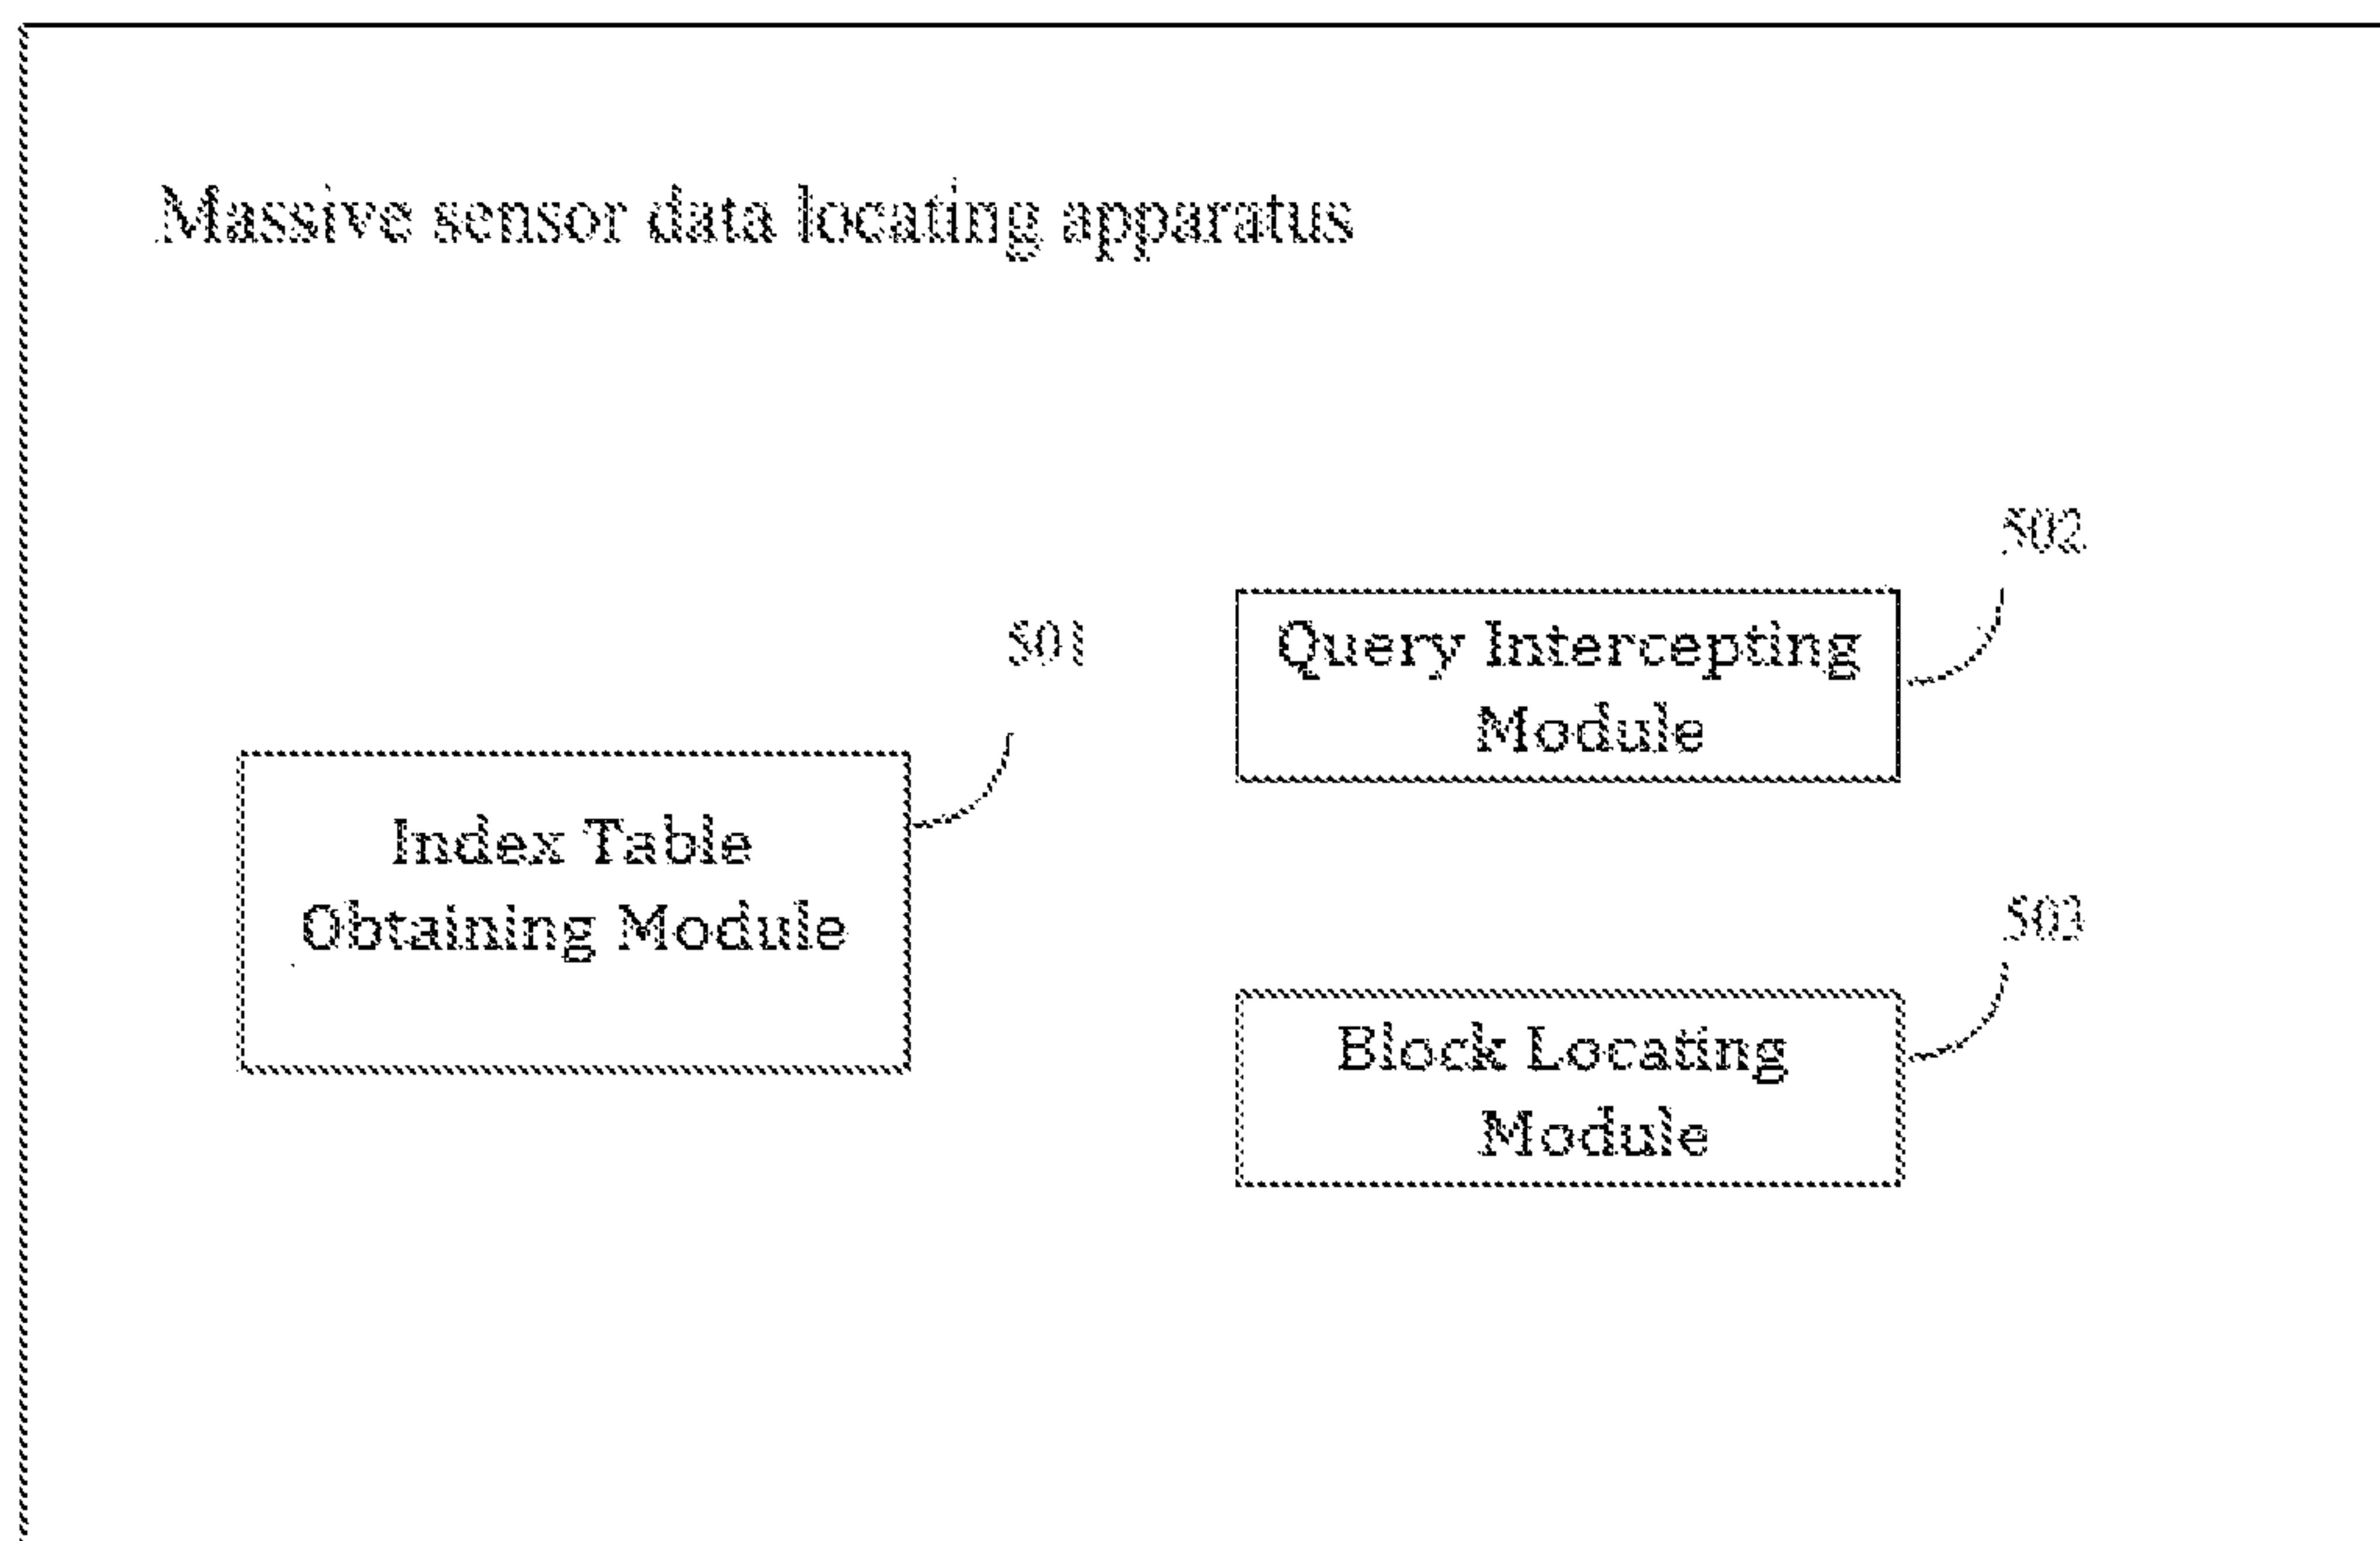 Massive sensor data locating apparatus
502
Query Intercepting
Module
501
Index Table
Obtaining Module
503
Block Locating
Module